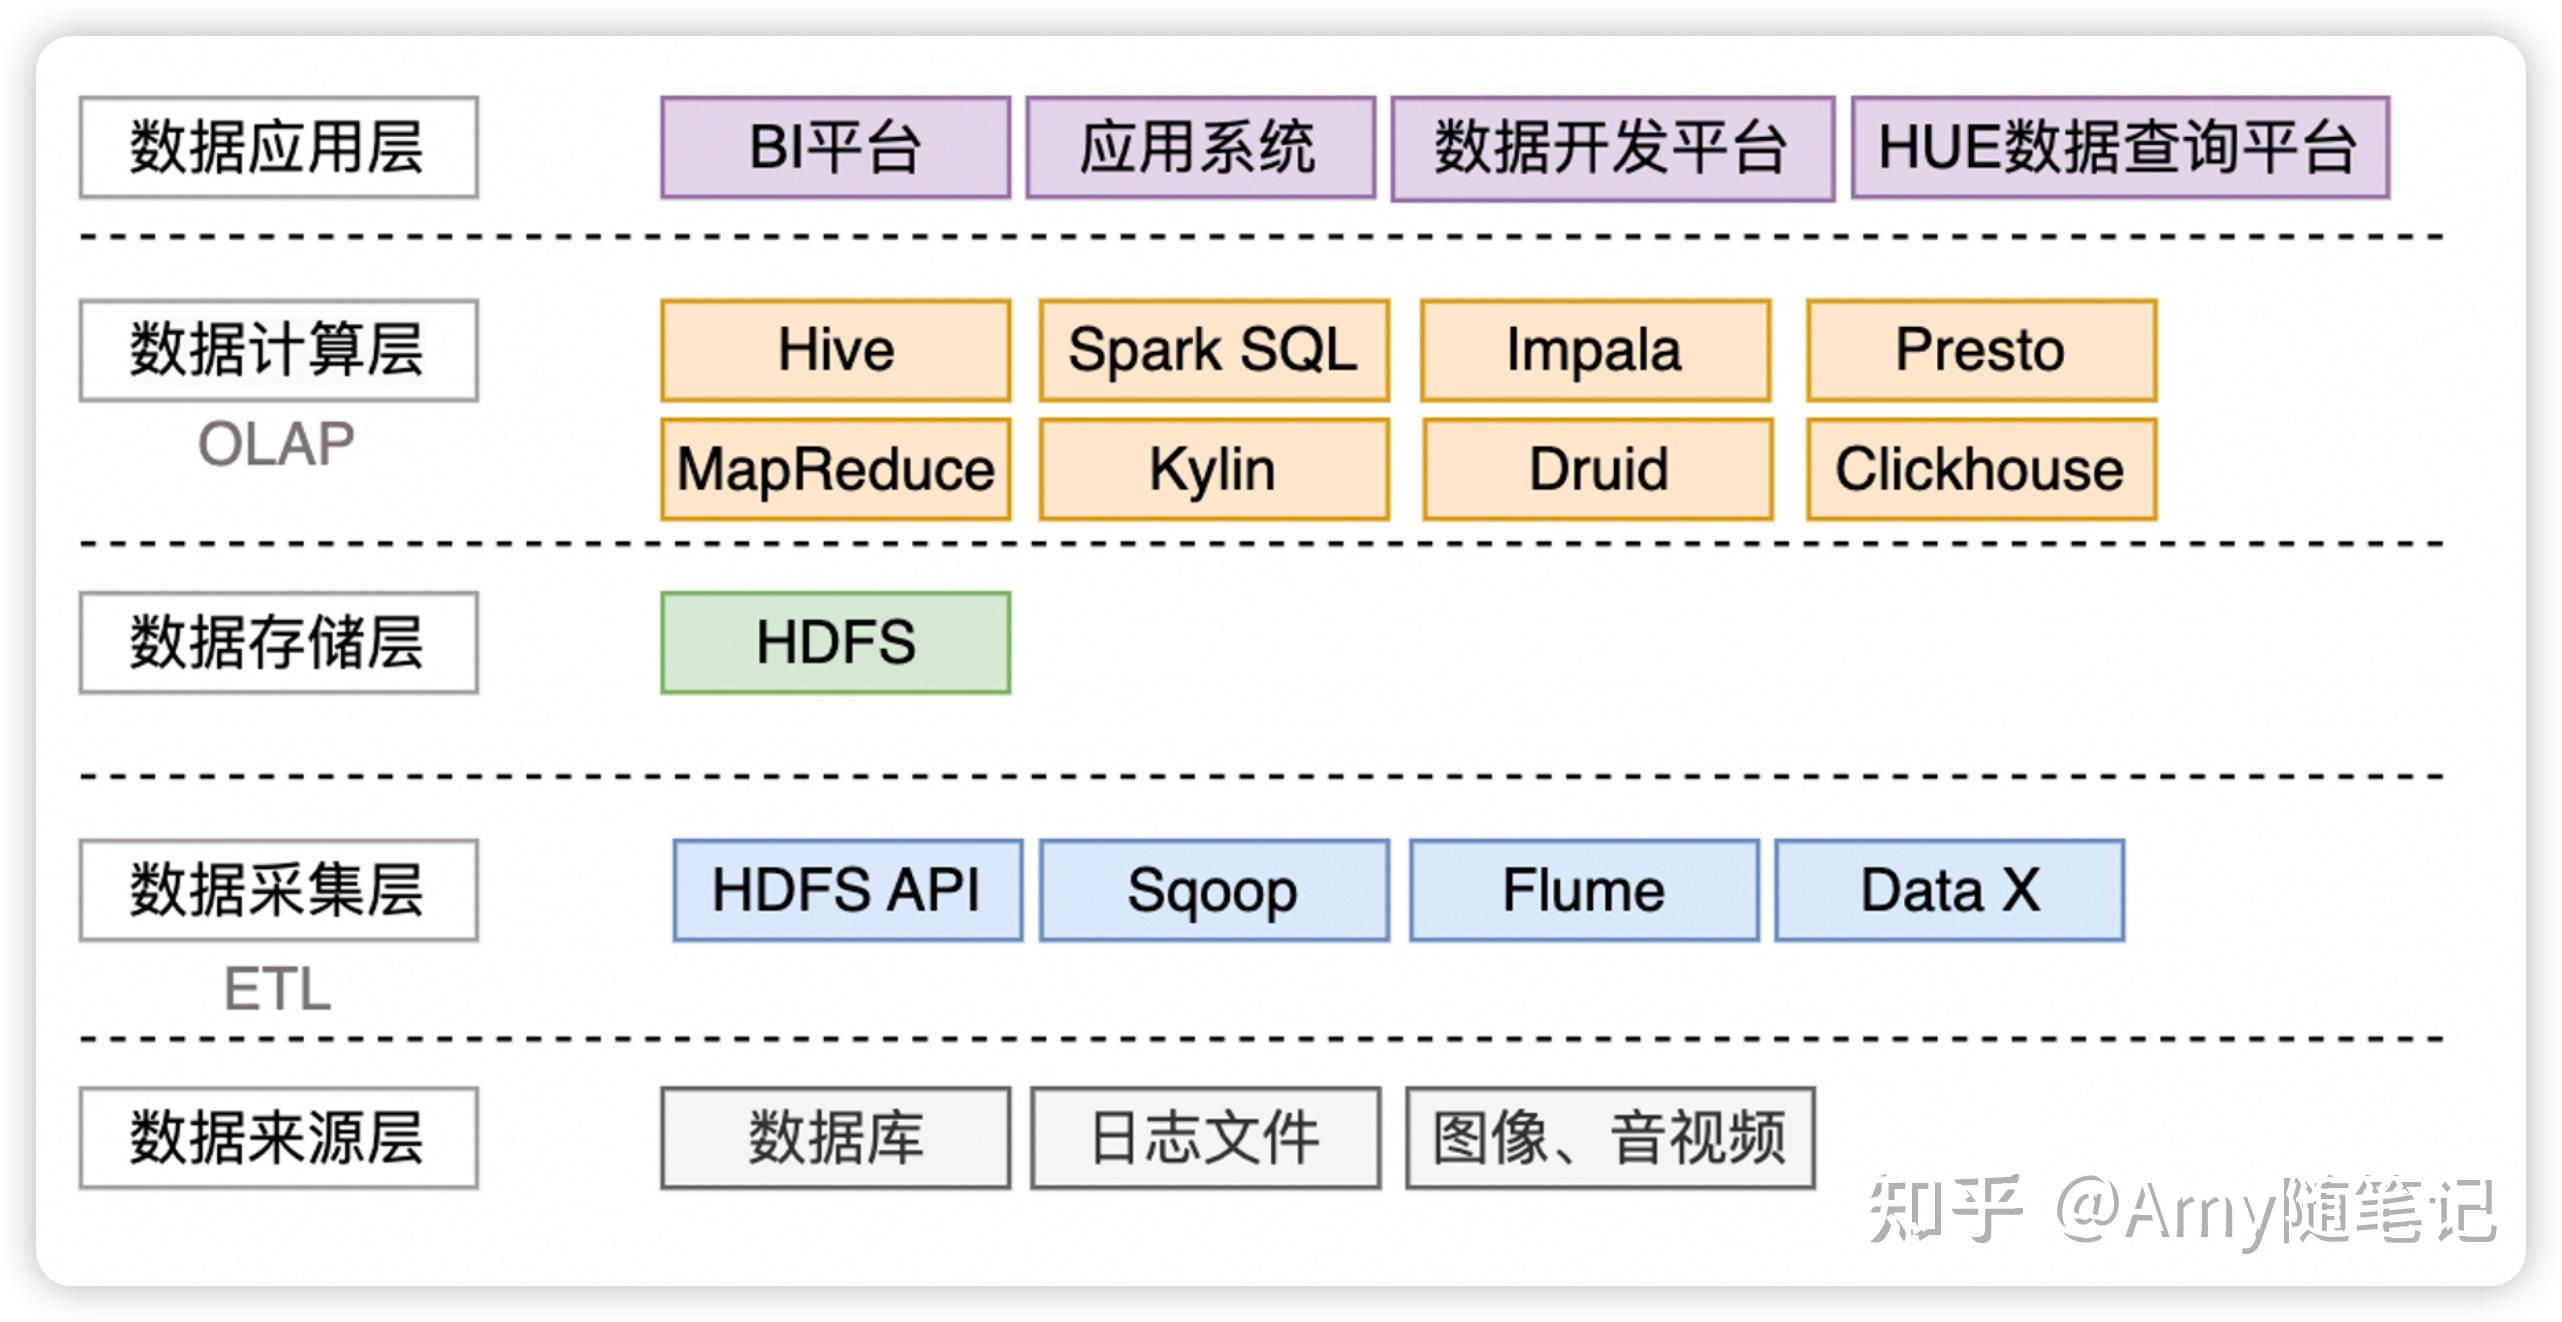 数据应用层 BI平台 应用系统 数据开发平台 HUE数据查询平台
数据计算层 Hive Spark SQL Impala Presto
OLAP MapReduce Kylin Druid Clickhouse
数据存储层 HDFS
数据采集层 HDFS API Sqoop Flume Data X
ETL
数据来源层 数据库 日志文件 图像、音视频
知乎 @Amy随笔记